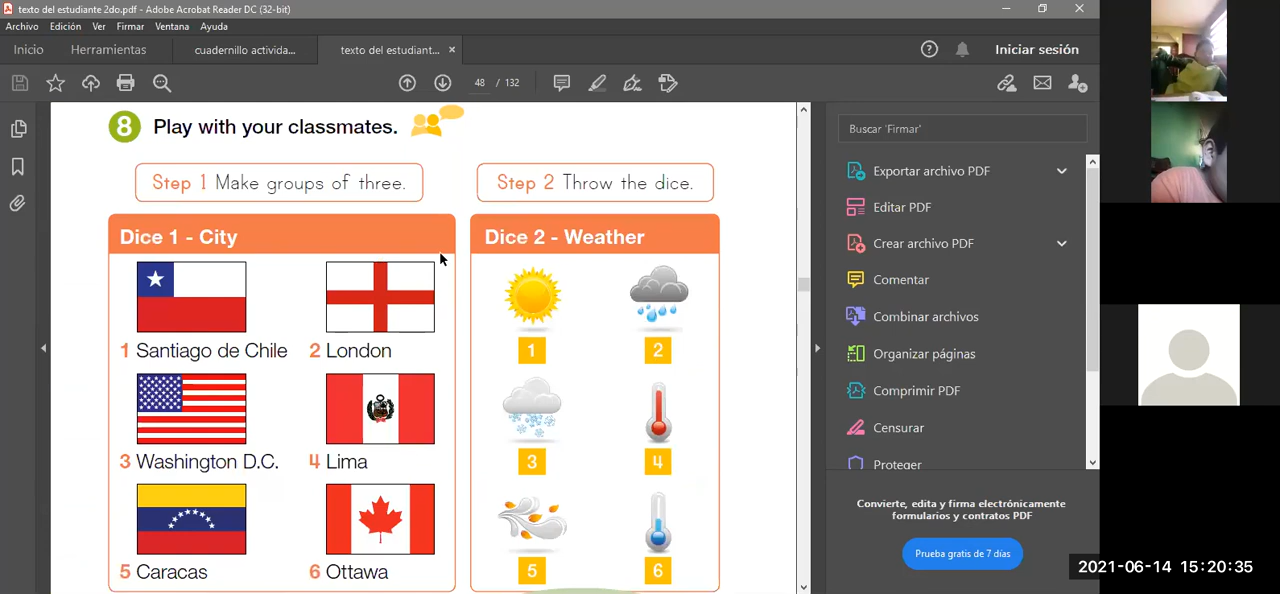 texto del estudiante 2do.pdf - Adobe Acrobat Reader DC (32-bit)
Archivo Edición Ver Firmar Ventana Ayuda
Inicio Herramientas cuadernillo activida... texto del estudiant... × ? Iniciar sesión
48 / 132
8 Play with your classmates.
Step 1 Make groups of three.
Step 2 Throw the dice.
Dice 1 - City
1 Santiago de Chile 2 London
3 Washington D.C. 4 Lima
5 Caracas 6 Ottawa
Dice 2 - Weather
1 2
3 4
5 6
Buscar 'Firmar'
Exportar archivo PDF
Editar PDF
Crear archivo PDF
Comentar
Combinar archivos
Organizar páginas
Comprimir PDF
Censurar
Proteger
Convierte, edita y firma electrónicamente
formularios y contratos PDF
Prueba gratis de 7 días
2021-06-14 15:20:35